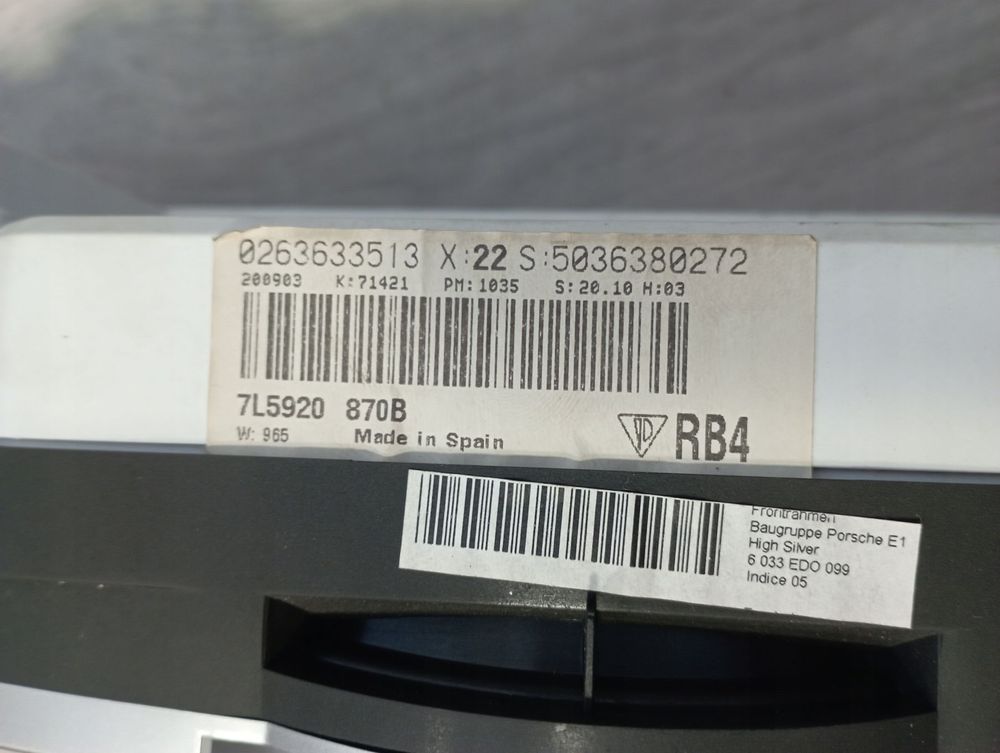 0263633513 X:22 S:5036380272
200903 K:71421 PM:1035 S:20.10 H:03
7L5920 870B
W: 965 Made in Spain
RB4
Frontrahmen
Baugruppe Porsche E1
High Silver
6 033 EDO 099
Indice 05